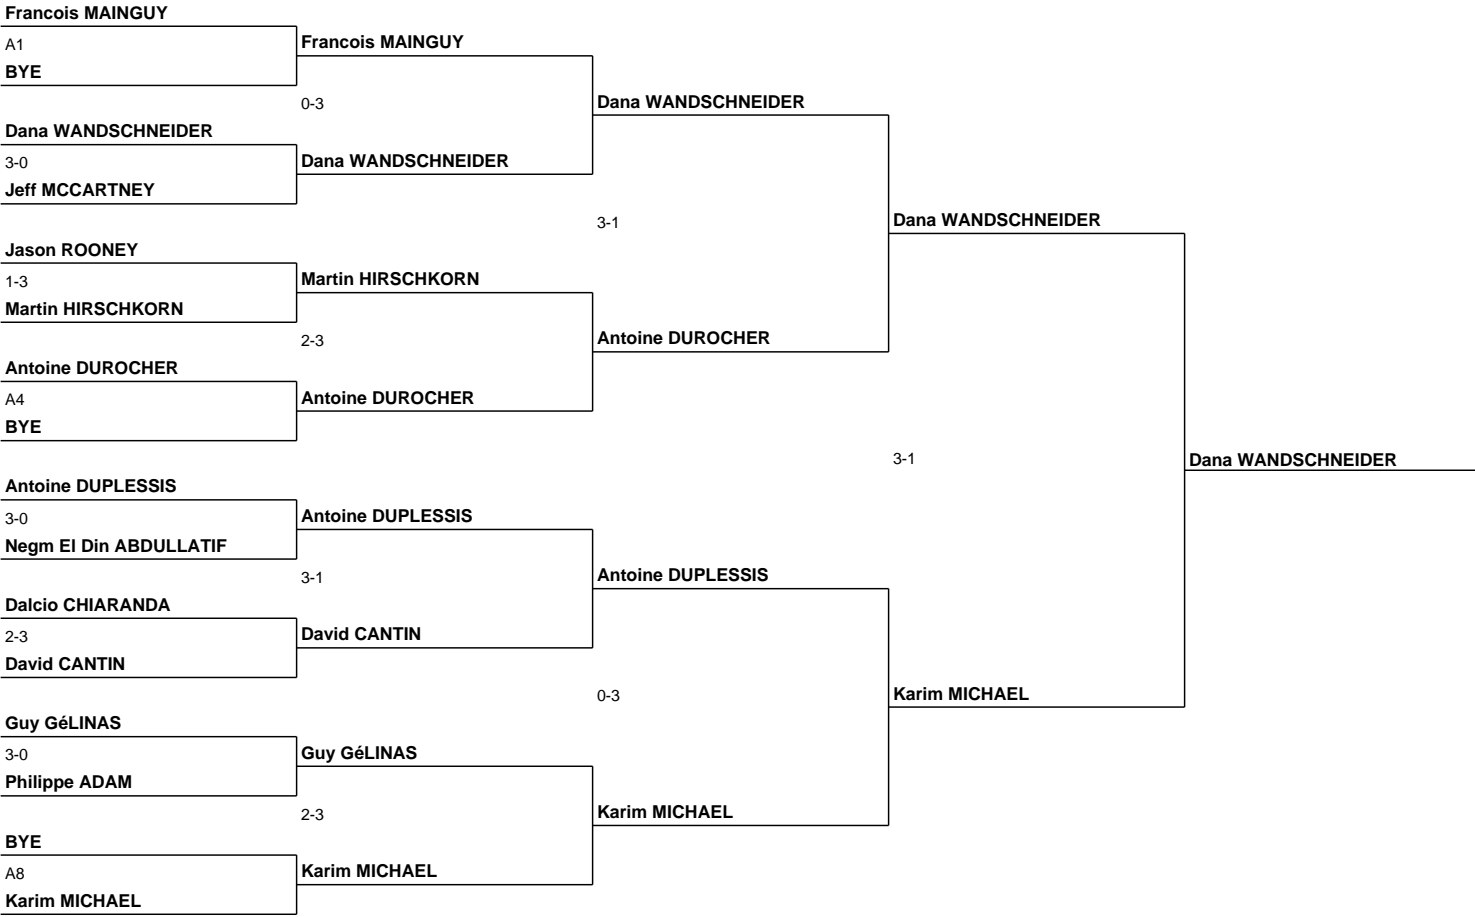 Francois MAINGUY
A1
BYE
Dana WANDSCHNEIDER
3-0
Jeff MCCARTNEY
Jason ROONEY
1-3
Martin HIRSCHKORN
Antoine DUROCHER
A4
BYE
Antoine DUPLESSIS
3-0
Negm El Din ABDULLATIF
Dalcio CHIARANDA
2-3
David CANTIN
Guy GéLINAS
3-0
Philippe ADAM
BYE
A8
Karim MICHAEL
Francois MAINGUY
0-3
Dana WANDSCHNEIDER
Martin HIRSCHKORN
2-3
Antoine DUROCHER
Antoine DUPLESSIS
3-1
David CANTIN
Guy GéLINAS
2-3
Karim MICHAEL
Dana WANDSCHNEIDER
3-1
Antoine DUROCHER
Antoine DUPLESSIS
0-3
Karim MICHAEL
Dana WANDSCHNEIDER
3-1
Karim MICHAEL
Dana WANDSCHNEIDER